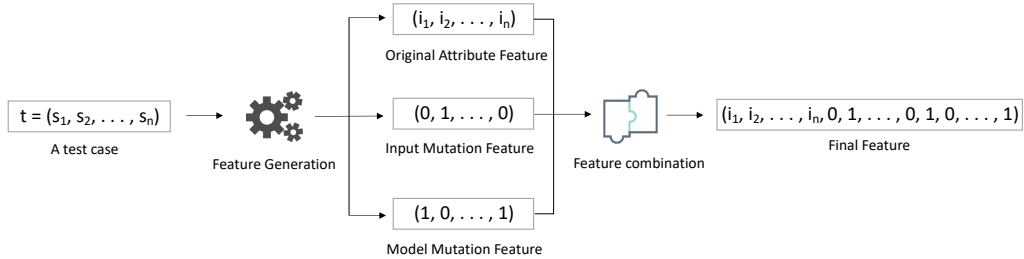 (i₁, i₂, . . . , iₙ)
Original Attribute Feature
t = (s₁, s₂, . . . , sₙ)
A test case
Feature Generation
(0, 1, . . . , 0)
Input Mutation Feature
Feature combination
(i₁, i₂, . . . , iₙ, 0, 1, . . . , 0, 1, 0, . . . , 1)
Final Feature
(1, 0, . . . , 1)
Model Mutation Feature